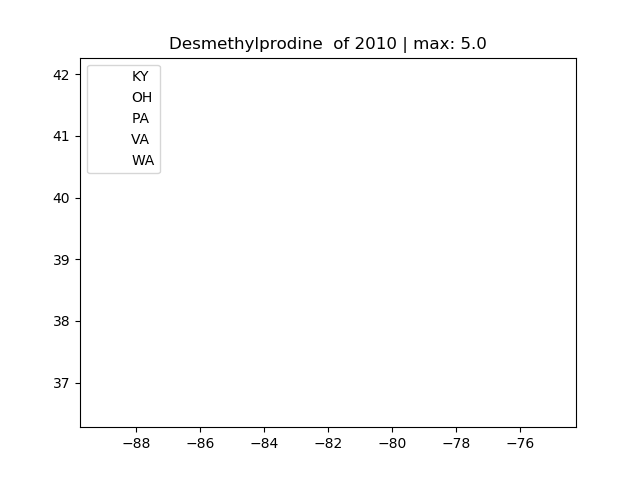 Desmethylprodine  of 2010 | max: 5.0
42
41
40
39
38
37
KY
OH
PA
VA
WA
−88 −86 −84 −82 −80 −78 −76